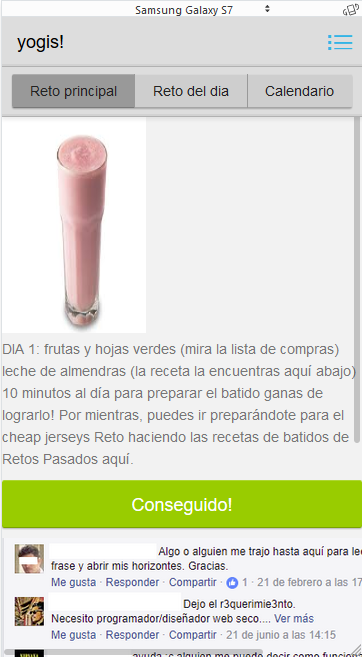 Samsung Galaxy S7
yogis!
Reto principal Reto del dia Calendario
DIA 1: frutas y hojas verdes (mira la lista de compras)
leche de almendras (la receta la encuentras aquí abajo)
10 minutos al día para preparar el batido ganas de
lograrlo! Por mientras, puedes ir preparándote para el
cheap jerseys Reto haciendo las recetas de batidos de
Retos Pasados aquí.
Conseguido!
Algo o alguien me trajo hasta aquí para
frase y abrir mis horizontes. Gracias.
Me gusta · Responder · Compartir · 1 · 21 de febrero a las
Dejo el r3querimie3nto.
Necesito programador/diseñador web seco.... Ver más
Me gusta · Responder · Compartir · 21 de junio a las 14:15
ayuda :c alguien me puede decir como